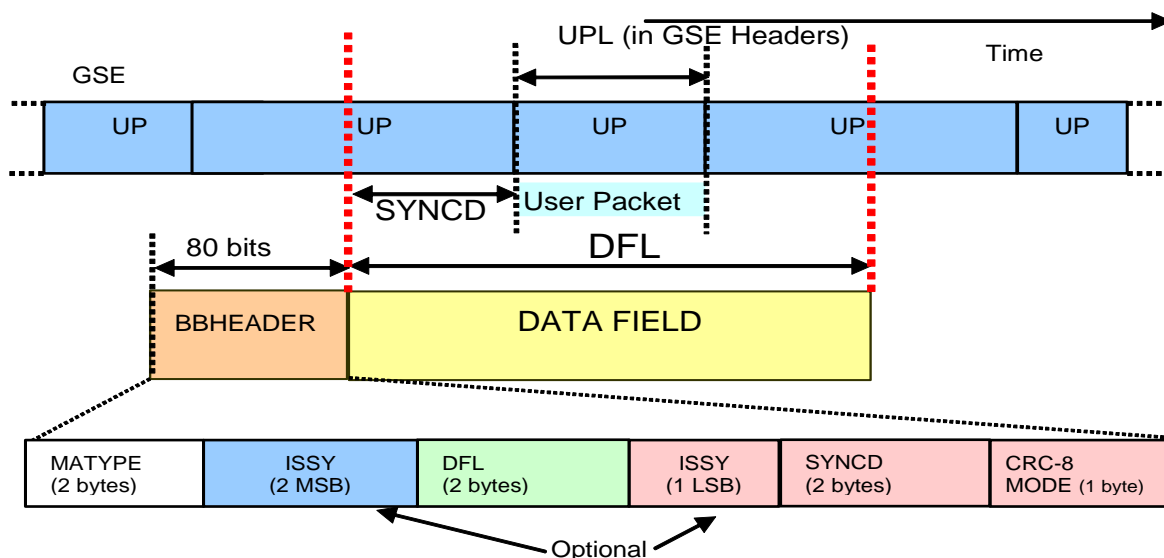 UPL (in GSE Headers)
Time
GSE
UP
UP
UP
UP
UP
SYNCD
User Packet
80 bits
DFL
BBHEADER
DATA FIELD
MATYPE
(2 bytes)
ISSY
(2 MSB)
DFL
(2 bytes)
ISSY
(1 LSB)
SYNCD
(2 bytes)
CRC-8
MODE (1 byte)
Optional